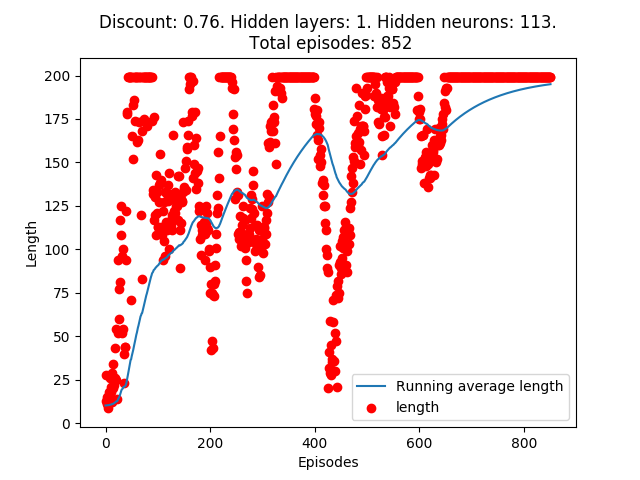 Discount: 0.76. Hidden layers: 1. Hidden neurons: 113.
Total episodes: 852
200
175
150
125
100
75
50
25
0
Length
0 200 400 600 800
Episodes
Running average length
length